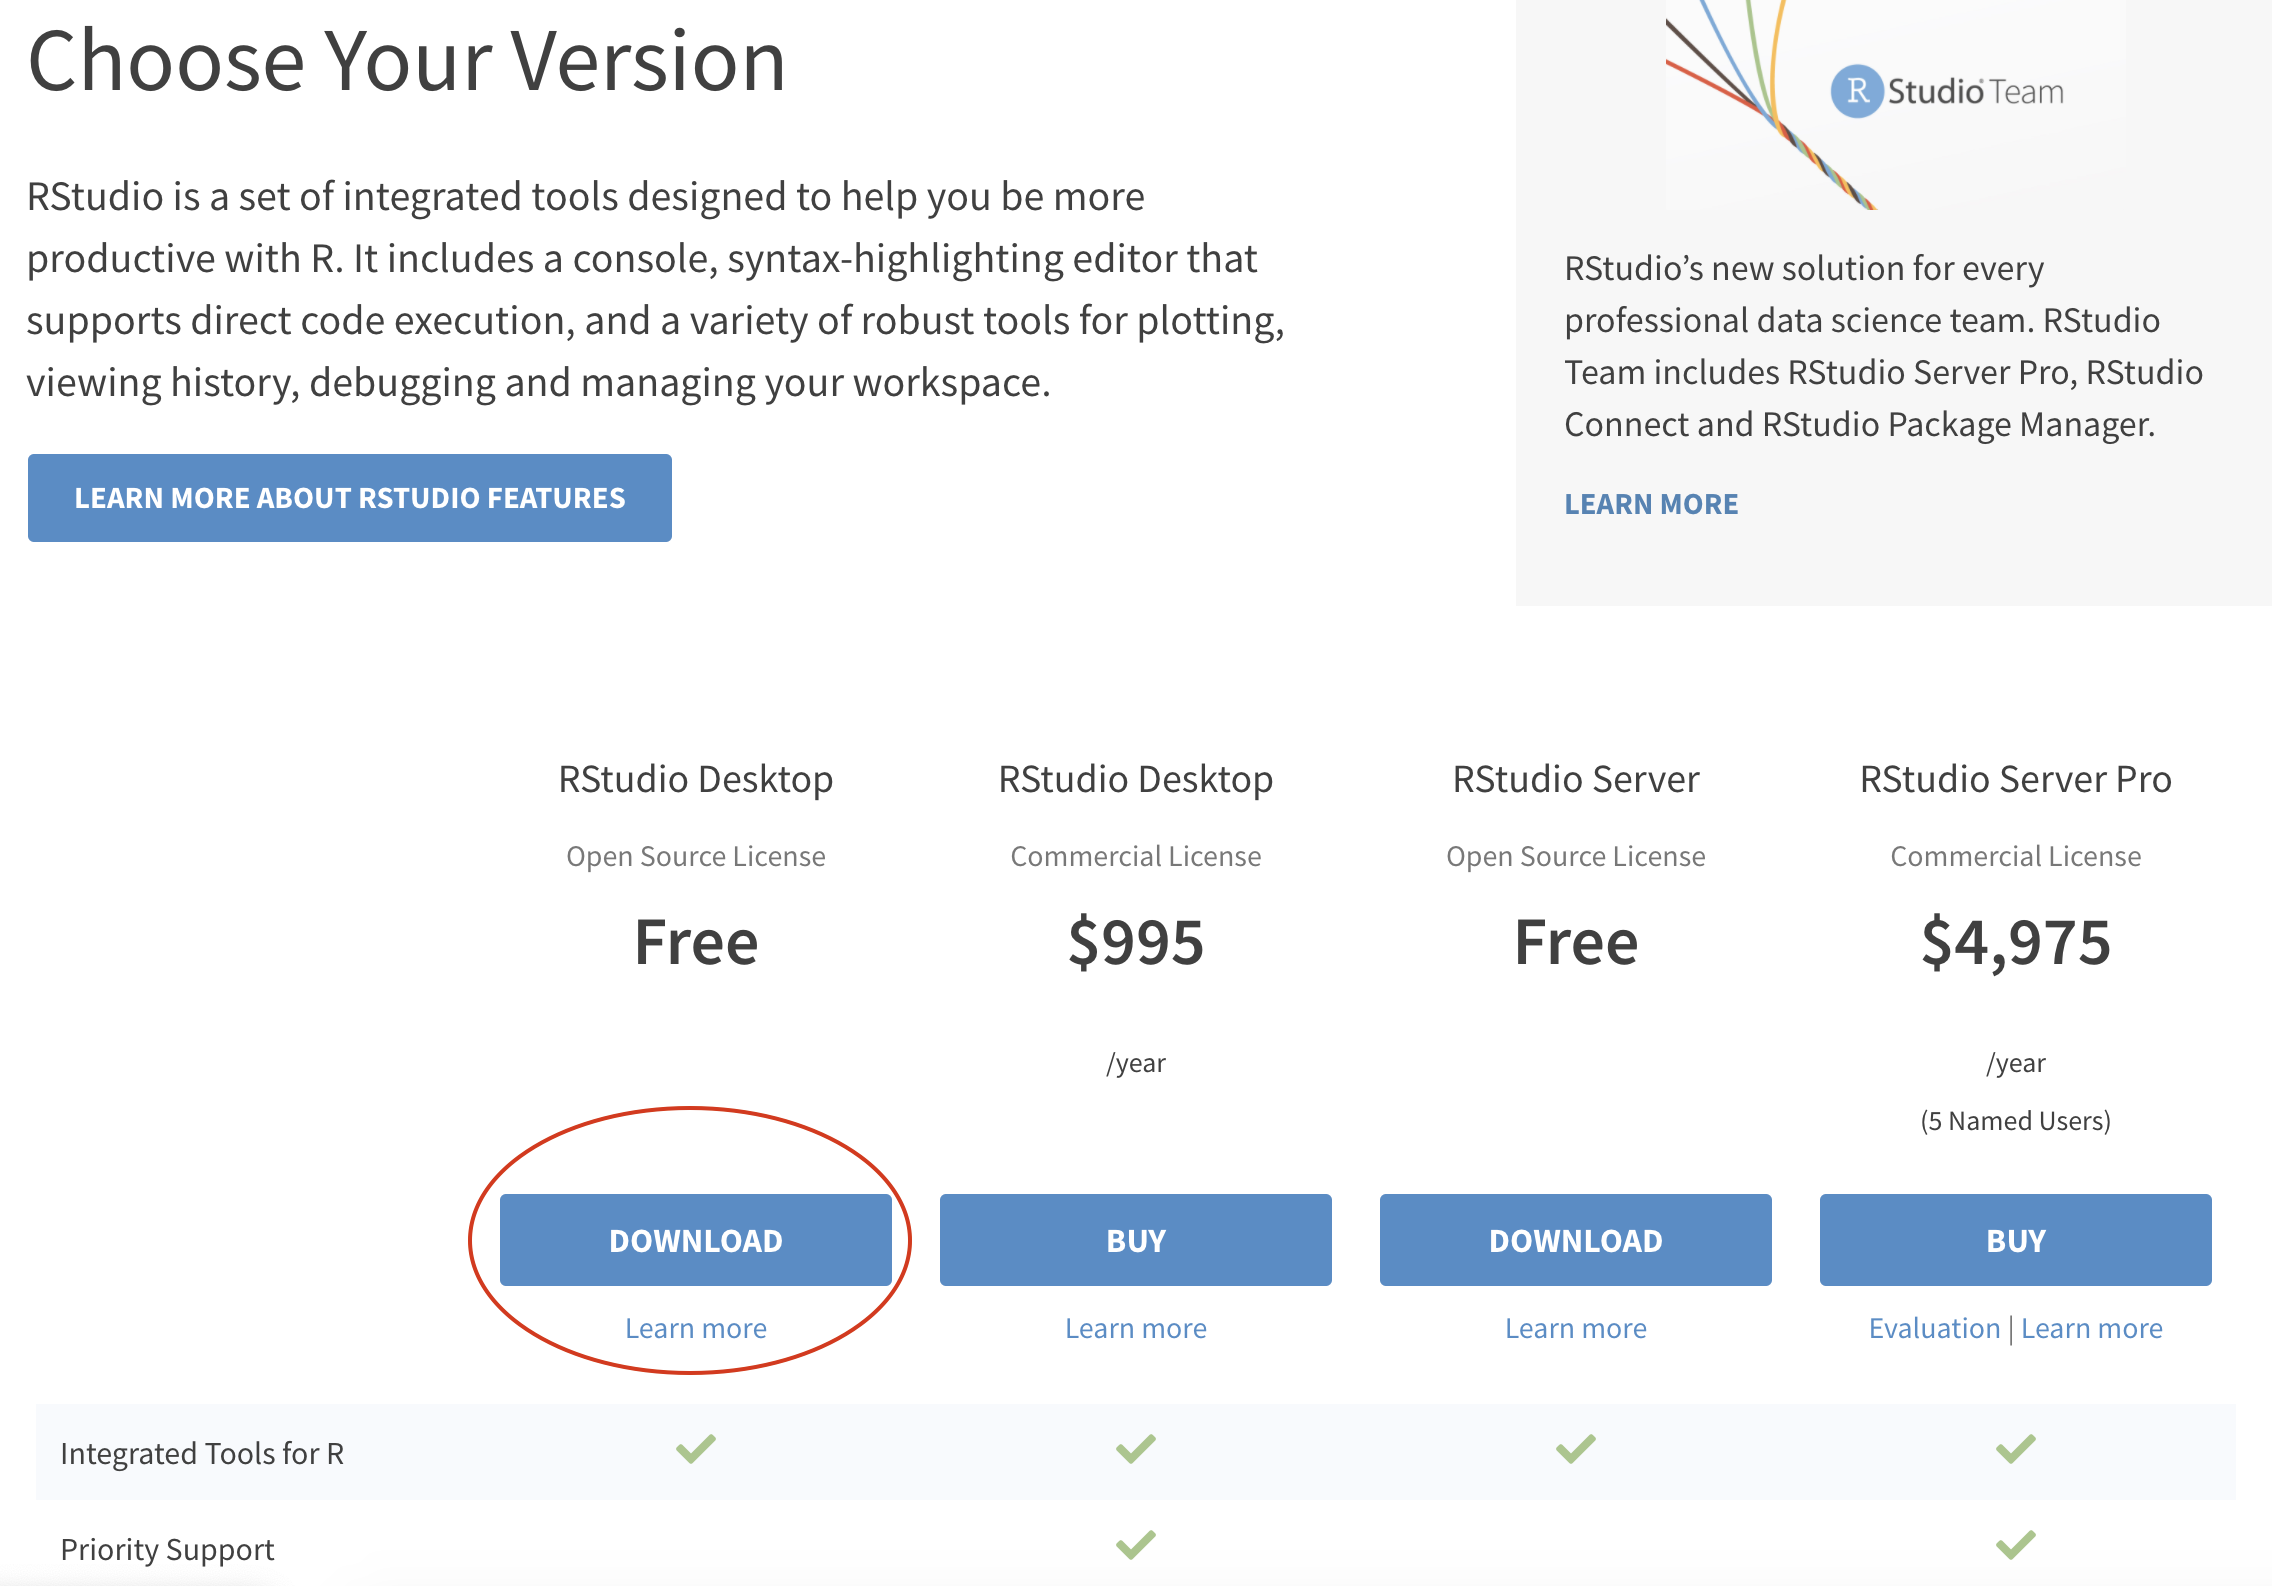 Choose Your Version
RStudio is a set of integrated tools designed to help you be more
productive with R. It includes a console, syntax-highlighting editor that
supports direct code execution, and a variety of robust tools for plotting,
viewing history, debugging and managing your workspace.
LEARN MORE ABOUT RSTUDIO FEATURES
R Studio® Team
RStudio’s new solution for every
professional data science team. RStudio
Team includes RStudio Server Pro, RStudio
Connect and RStudio Package Manager.
LEARN MORE
RStudio Desktop RStudio Desktop RStudio Server RStudio Server Pro
Open Source License Commercial License Open Source License Commercial License
Free $995 Free $4,975
/year /year
(5 Named Users)
DOWNLOAD BUY DOWNLOAD BUY
Learn more Learn more Learn more Evaluation | Learn more
Integrated Tools for R
Priority Support